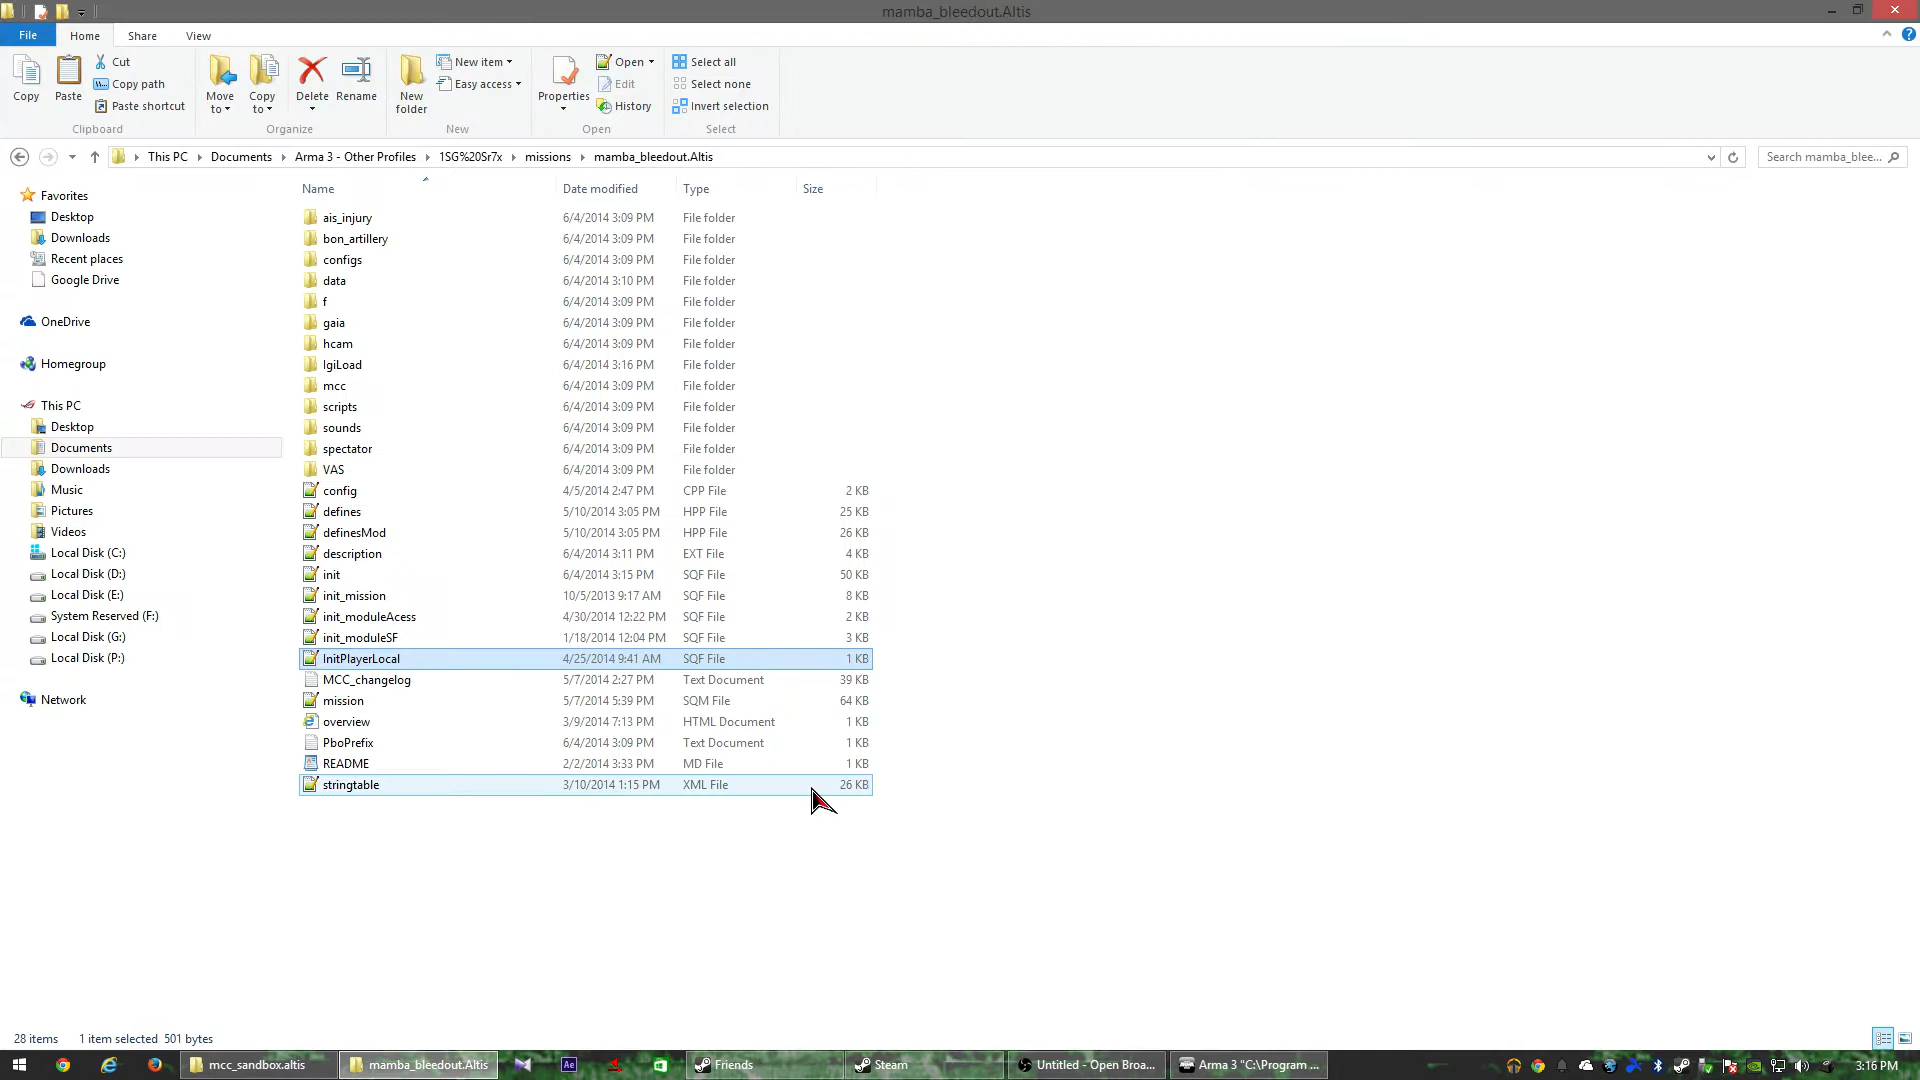 mamba_bleedout.Altis
File Home Share View
Copy Paste Cut Copy path Paste shortcut Clipboard
Move to Copy to Delete Rename Organize
New folder New item Easy access New
Properties Open Edit History Open
Select all Select none Invert selection Select
This PC Documents Arma 3 - Other Profiles 1SG%20Sr7x missions mamba_bleedout.Altis Search mamba_blee...
Favorites
Desktop
Downloads
Recent places
Google Drive
OneDrive
Homegroup
This PC
Desktop
Documents
Downloads
Music
Pictures
Videos
Local Disk (C:)
Local Disk (D:)
Local Disk (E:)
System Reserved (F:)
Local Disk (G:)
Local Disk (P:)
Network
Name Date modified Type Size
ais_injury 6/4/2014 3:09 PM File folder
bon_artillery 6/4/2014 3:09 PM File folder
configs 6/4/2014 3:09 PM File folder
data 6/4/2014 3:10 PM File folder
f 6/4/2014 3:09 PM File folder
gaia 6/4/2014 3:09 PM File folder
hcam 6/4/2014 3:09 PM File folder
IgiLoad 6/4/2014 3:16 PM File folder
mcc 6/4/2014 3:09 PM File folder
scripts 6/4/2014 3:09 PM File folder
sounds 6/4/2014 3:09 PM File folder
spectator 6/4/2014 3:09 PM File folder
VAS 6/4/2014 3:09 PM File folder
config 4/5/2014 2:47 PM CPP File 2 KB
defines 5/10/2014 3:05 PM HPP File 25 KB
definesMod 5/10/2014 3:05 PM HPP File 26 KB
description 6/4/2014 3:11 PM EXT File 4 KB
init 6/4/2014 3:15 PM SQF File 50 KB
init_mission 10/5/2013 9:17 AM SQF File 8 KB
init_moduleAcess 4/30/2014 12:22 PM SQF File 2 KB
init_moduleSF 1/18/2014 12:04 PM SQF File 3 KB
InitPlayerLocal 4/25/2014 9:41 AM SQF File 1 KB
MCC_changelog 5/7/2014 2:27 PM Text Document 39 KB
mission 5/7/2014 5:39 PM SQM File 64 KB
overview 3/9/2014 7:13 PM HTML Document 1 KB
PboPrefix 6/4/2014 3:09 PM Text Document 1 KB
README 2/2/2014 3:33 PM MD File 1 KB
stringtable 3/10/2014 1:15 PM XML File 26 KB
28 items 1 item selected 501 bytes
mcc_sandbox.altis mamba_bleedout.Altis Ae Friends Steam Untitled - Open Broa... Arma 3 "C:\Program ... 3:16 PM